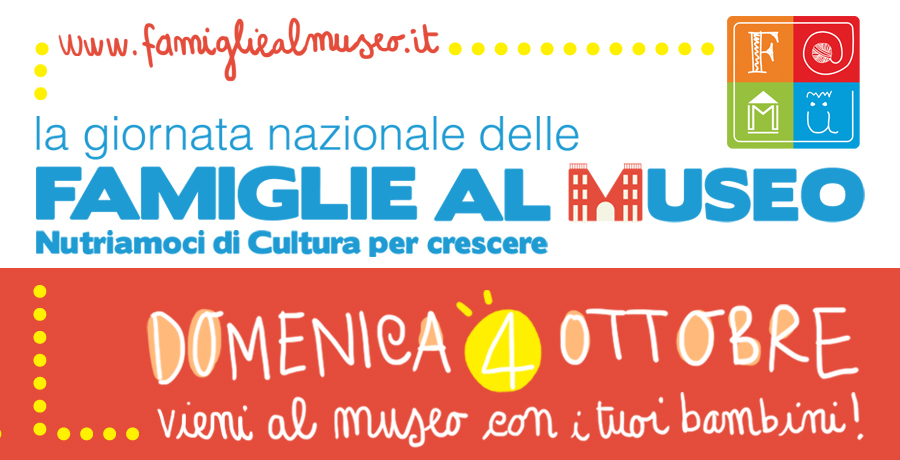 www.famigliealmuseo.it
F@
MU
la giornata nazionale delle
FAMIGLIE AL MUSEO
Nutriamoci di Cultura per crescere
DOMENICA 4 OTTOBRE
vieni al museo con i tuoi bambini!